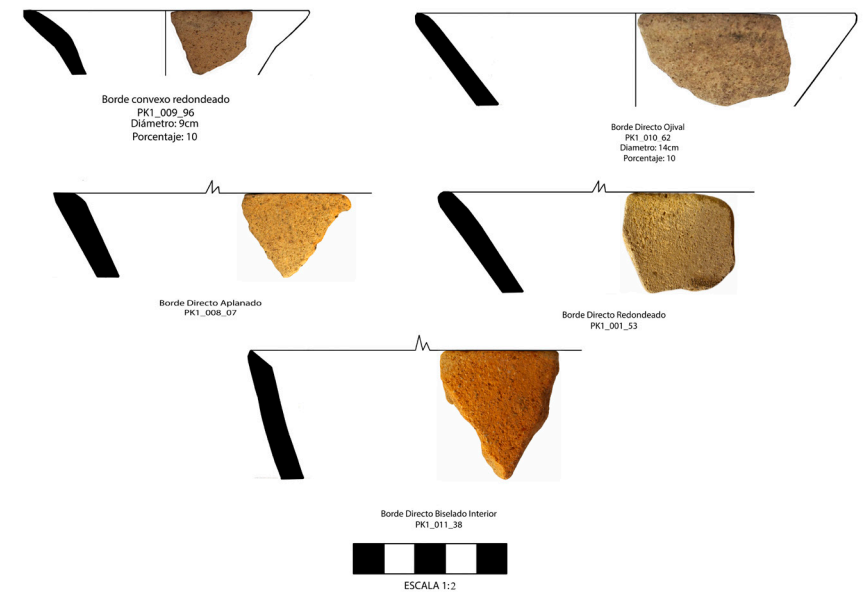 Borde convexo redondeado
PK1_009_96
Diámetro: 9cm
Porcentaje: 10
Borde Directo Ojival
PK1_010_62
Diametro: 14cm
Porcentaje: 10
Borde Directo Aplanado
PK1_008_07
Borde Directo Redondeado
PK1_001_53
Borde Directo Biselado Interior
PK1_011_38
ESCALA 1:2